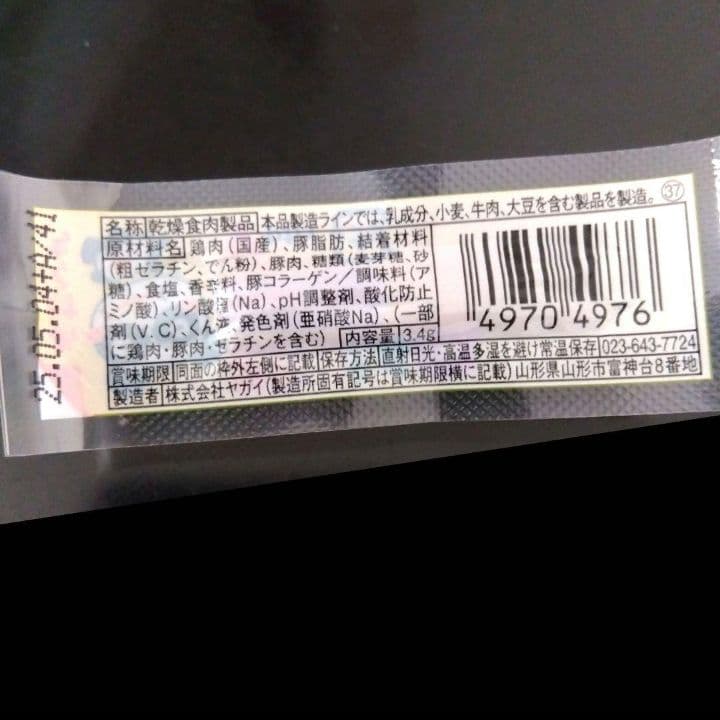 名称 乾燥食肉製品 本品製造ラインでは、乳成分、小麦、牛肉、大豆を含む製品を製造。 ㊲
原材料名 鶏肉(国産)、豚脂肪、結着材料
(粗ゼラチン、でん粉)、豚肉、糖類(麦芽糖、砂
糖)、食塩、香辛料、豚コラーゲン/調味料(ア
ミノ酸)、リン酸塩(Na)、pH調整剤、酸化防止
剤(V.C)、くん液、発色剤(亜硝酸Na)、(一部
に鶏肉・豚肉・ゼラチンを含む) 内容量 3.4g
4970 4976
賞味期限 同面の枠外左側に記載 保存方法 直射日光・高温多湿を避け常温保存 023-643-7724
製造者 株式会社ヤガイ(製造所固有記号は賞味期限横に記載)山形県山形市富神台8番地
25.05.04+A/41